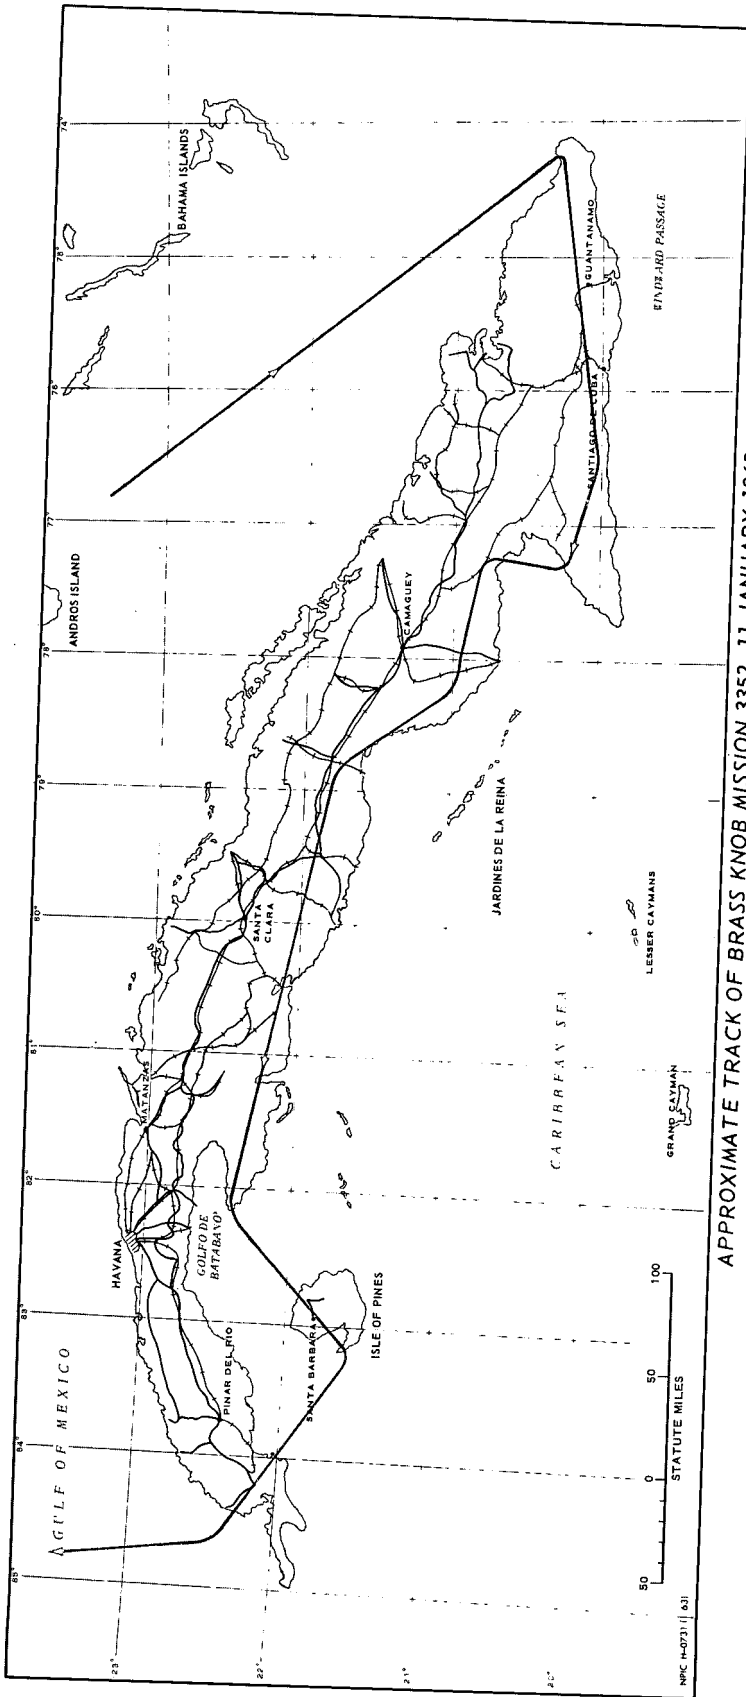 85°
84°
83°
82°
81°
80°
79°
78°
77°
78°
78°
74°
23°
22°
21°
20°
GULF OF MEXICO
HAVANA
MATANZAS
ANDROS ISLAND
BAHAMA ISLANDS
PINAR DEL RIO
GOLFO DE
BATABANO
SANTA
CLARA
CAMAGUEY
SANTA BARBARA
ISLE OF PINES
JARDINES DE LA REINA
SANTIAGO DE CUBA
GUANTANAMO
WINDWARD PASSAGE
CARIBBEAN SEA
LESSER CAYMANS
GRAND CAYMAN
50
0
50
100
STATUTE MILES
APPROXIMATE TRACK OF BRASS KNOB MISSION 3352, 11 JANUARY